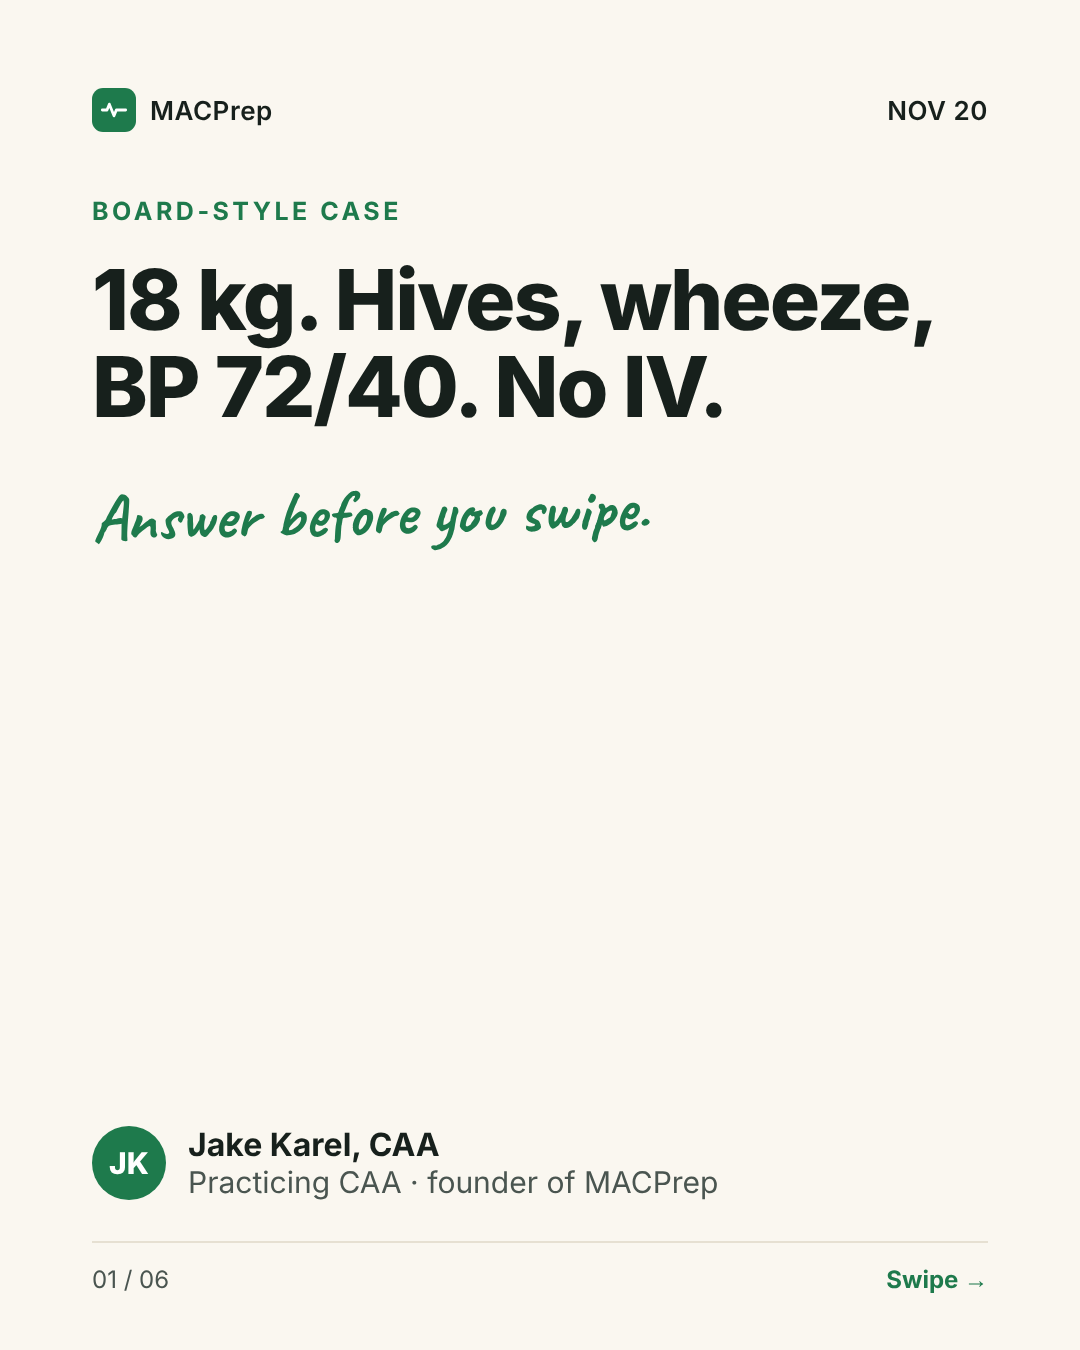 MACPrep
NOV 20
BOARD-STYLE CASE
18 kg. Hives, wheeze,
BP 72/40. No IV.
Answer before you swipe.
JK
Jake Karel, CAA
Practicing CAA · founder of MACPrep
01 / 06
Swipe →